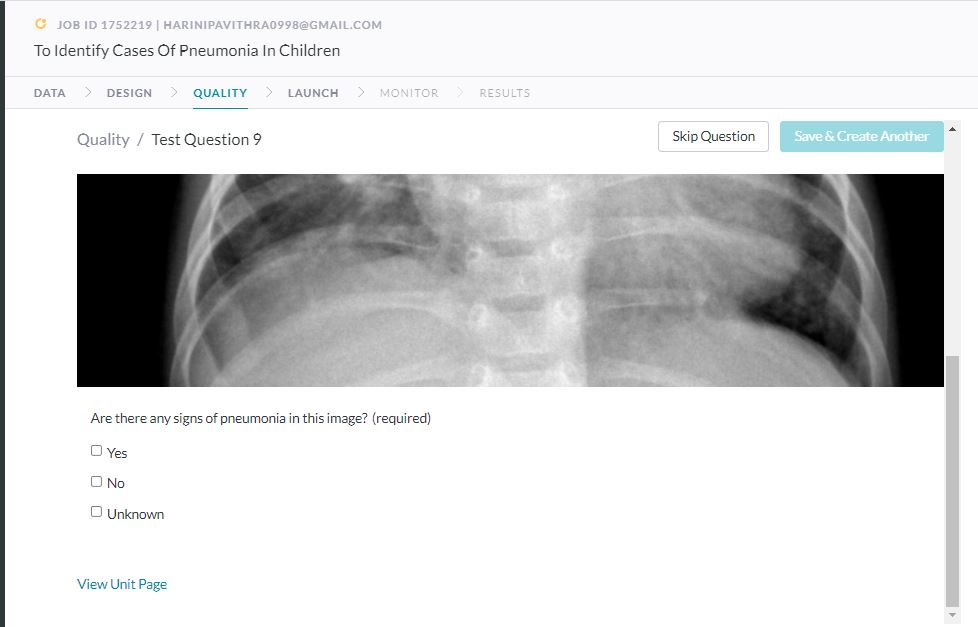 JOB ID 1752219 | HARINIPAVITHRA0998@GMAIL.COM
To Identify Cases Of Pneumonia In Children
DATA > DESIGN > QUALITY > LAUNCH > MONITOR > RESULTS
Quality / Test Question 9 Skip Question Save & Create Another
Are there any signs of pneumonia in this image? (required)
Yes
No
Unknown
View Unit Page